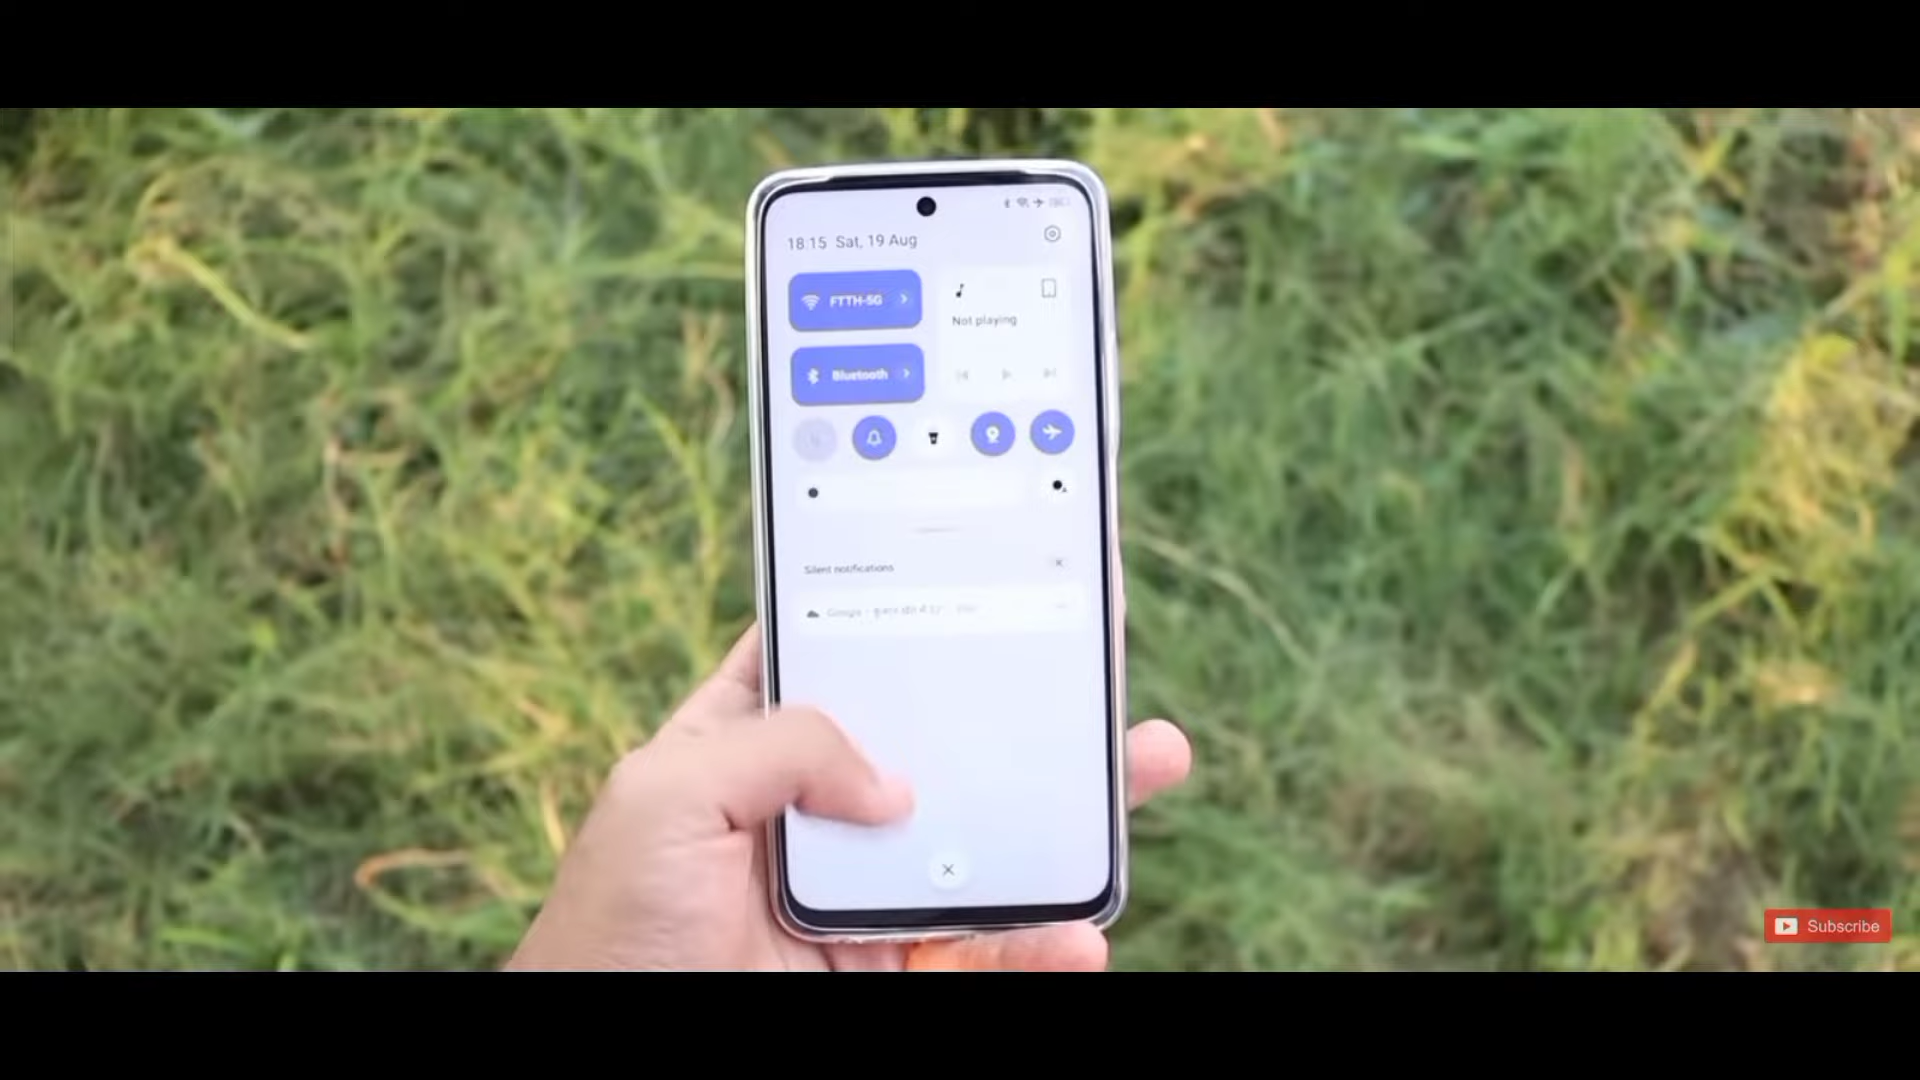 18:15 Sat, 19 Aug
FTTH-5G
Not playing
Bluetooth
Silent notifications
Subscribe